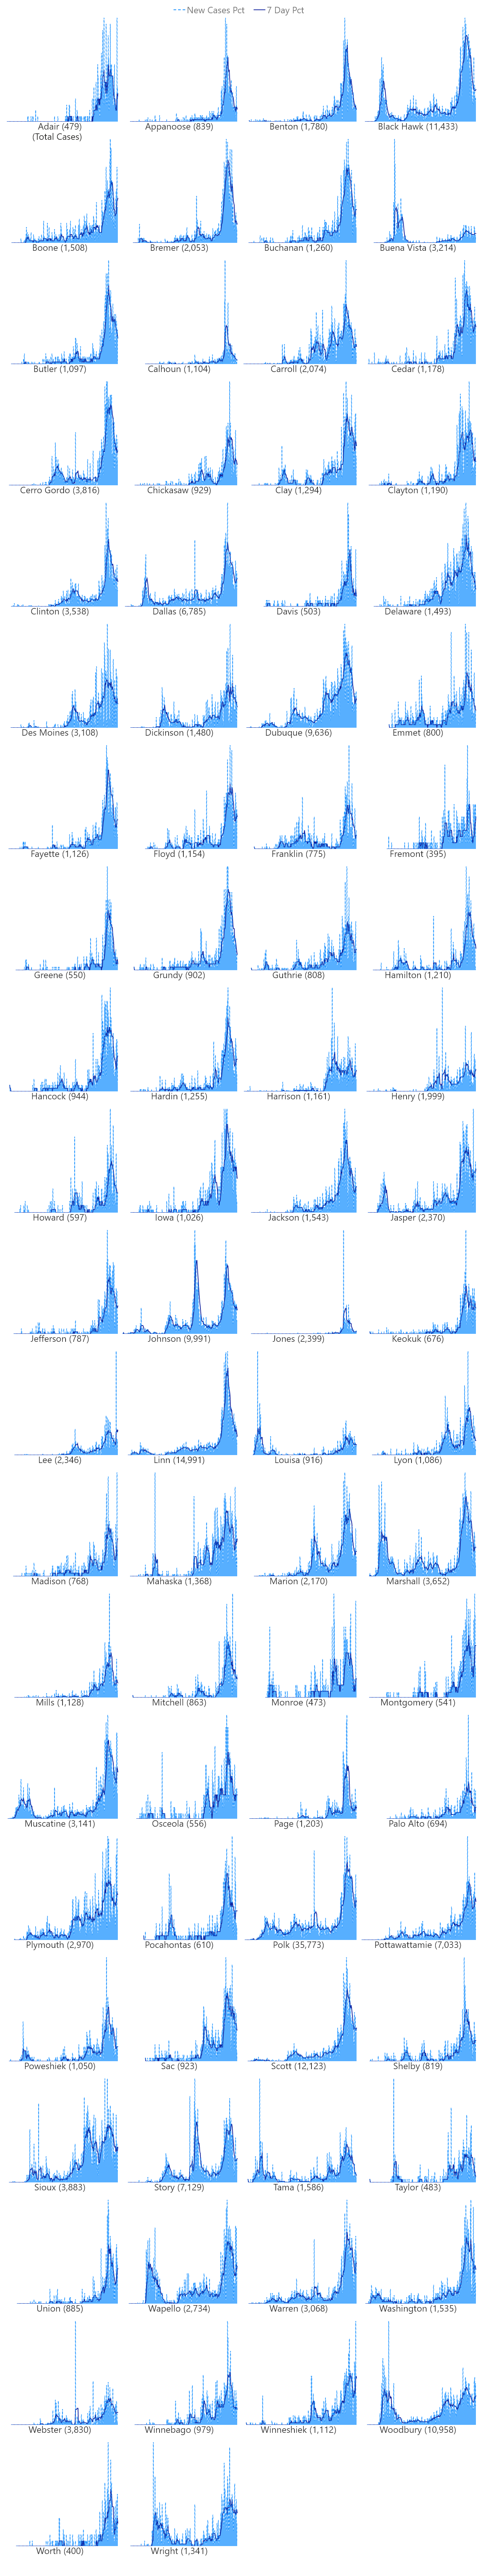 New Cases Pct 7 Day Pct
Adair (479) Appanoose (839) Benton (1,780) Black Hawk (11,433)
(Total Cases)
Boone (1,508) Bremer (2,053) Buchanan (1,260) Buena Vista (3,214)
Butler (1,097) Calhoun (1,104) Carroll (2,074) Cedar (1,178)
Cerro Gordo (3,816) Chickasaw (929) Clay (1,294) Clayton (1,190)
Clinton (3,538) Dallas (6,785) Davis (503) Delaware (1,493)
Des Moines (3,108) Dickinson (1,480) Dubuque (9,636) Emmet (800)
Fayette (1,126) Floyd (1,154) Franklin (775) Fremont (395)
Greene (550) Grundy (902) Guthrie (808) Hamilton (1,210)
Hancock (944) Hardin (1,255) Harrison (1,161) Henry (1,999)
Howard (597) Iowa (1,026) Jackson (1,543) Jasper (2,370)
Jefferson (787) Johnson (9,991) Jones (2,399) Keokuk (676)
Lee (2,346) Linn (14,991) Louisa (916) Lyon (1,086)
Madison (768) Mahaska (1,368) Marion (2,170) Marshall (3,652)
Mills (1,128) Mitchell (863) Monroe (473) Montgomery (541)
Muscatine (3,141) Osceola (556) Page (1,203) Palo Alto (694)
Plymouth (2,970) Pocahontas (610) Polk (35,773) Pottawattamie (7,033)
Poweshiek (1,050) Sac (923) Scott (12,123) Shelby (819)
Sioux (3,883) Story (7,129) Tama (1,586) Taylor (483)
Union (885) Wapello (2,734) Warren (3,068) Washington (1,535)
Webster (3,830) Winnebago (979) Winneshiek (1,112) Woodbury (10,958)
Worth (400) Wright (1,341)